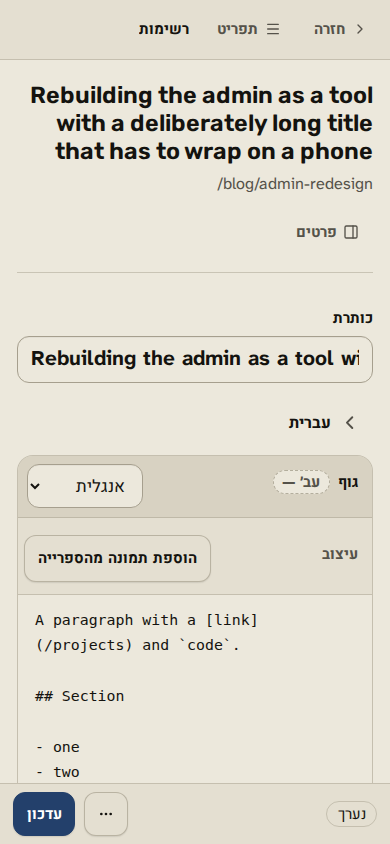 חזרה
תפריט
רשימות
Rebuilding the admin as a tool
with a deliberately long title
that has to wrap on a phone
/blog/admin-redesign
פרטים
כותרת
Rebuilding the admin as a tool wi
עברית
גוף
עב' —
אנגלית
עיצוב
הוספת תמונה מהספרייה
A paragraph with a [link]
(/projects) and `code`.
## Section
- one
- two
נערך
...
עדכון